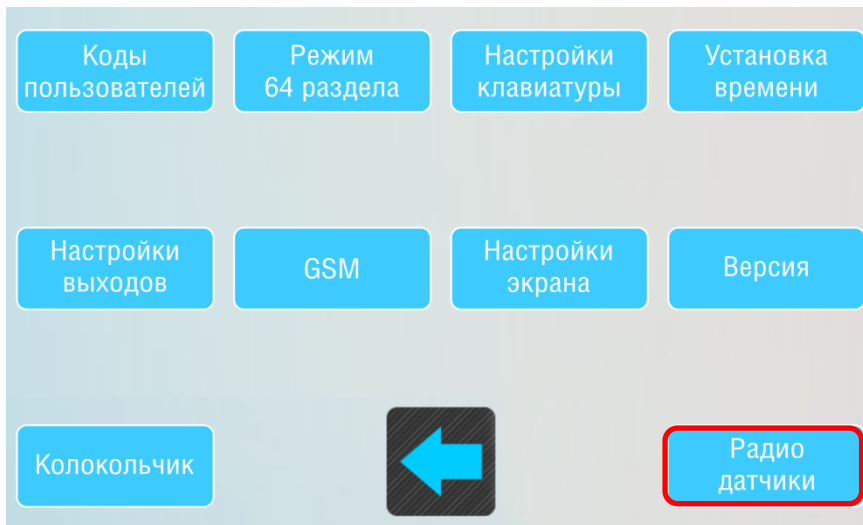 Коды
пользователей
Режим
64 раздела
Настройки
клавиатуры
Установка
времени
Настройки
выходов
GSM
Настройки
экрана
Версия
Колокольчик
Радио
датчики